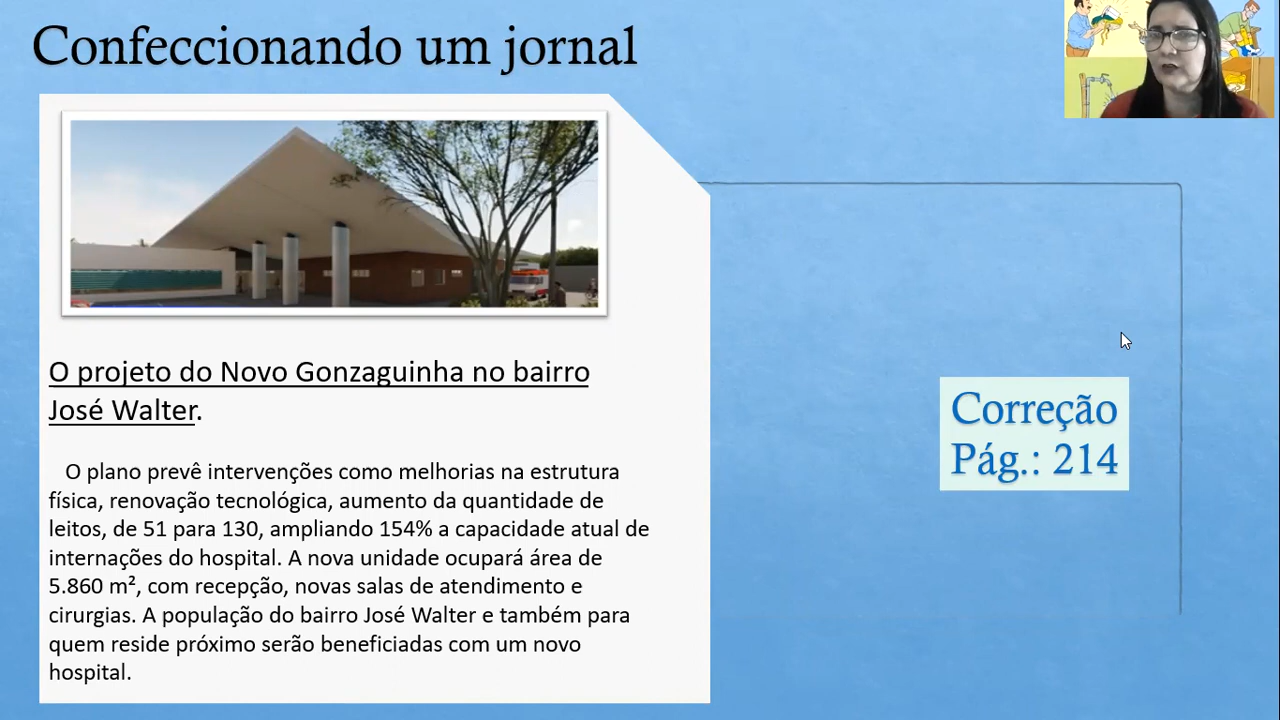 Confeccionando um jornal
O projeto do Novo Gonzaguinha no bairro
José Walter.
O plano prevê intervenções como melhorias na estrutura
física, renovação tecnológica, aumento da quantidade de
leitos, de 51 para 130, ampliando 154% a capacidade atual de
internações do hospital. A nova unidade ocupará área de
5.860 m², com recepção, novas salas de atendimento e
cirurgias. A população do bairro José Walter e também para
quem reside próximo serão beneficiadas com um novo
hospital.
Correção
Pág.: 214